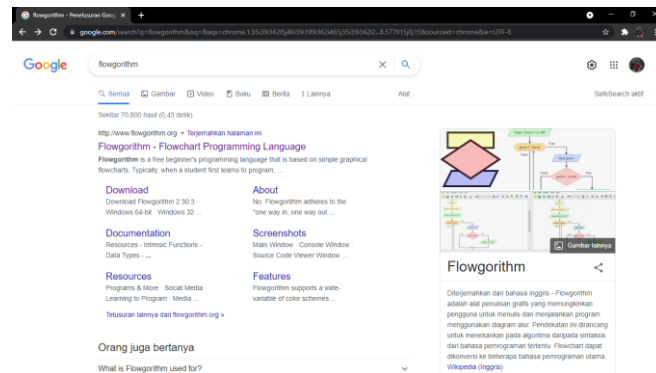 flowgorithm - Penelusuran Goog
google.com/search?q=flowgorithm
Google
flowgorithm
Semua Gambar Video Buku Berita Lainnya Alat
SafeSearch aktif
Sekitar 70.800 hasil (0,43 detik)
http://www.flowgorithm.org Terjemahkan halaman ini
Flowgorithm - Flowchart Programming Language
Flowgorithm is a free beginner's programming language that is based on simple graphical
flowcharts. Typically, when a student first learns to program, ...
Download
Download Flowgorithm 2.30.3 ·
Windows 64-bit · Windows 32 ...
About
No. Flowgorithm adheres to the
"one way in, one way out ...
Documentation
Resources - Intrinsic Functions -
Data Types - ...
Screenshots
Main Window · Console Window ·
Source Code Viewer Window ...
Resources
Programs & More · Social Media ·
Learning to Program · Media ...
Features
Flowgorithm supports a wide-
variable of color schemes ...
Telusuran lainnya dari flowgorithm.org »
Orang juga bertanya
What is Flowgorithm used for?
Gambar lainnya
Flowgorithm
Diterjemahkan dari bahasa Inggris - Flowgorithm
adalah alat penulisan grafis yang memungkinkan
pengguna untuk menulis dan menjalankan program
menggunakan diagram alur. Pendekatan ini dirancang
untuk menekankan pada algoritma daripada sintaksis
dari bahasa pemrograman tertentu. Flowchart dapat
dikonversi ke beberapa bahasa pemrograman utama.
Wikipedia (Inggris)